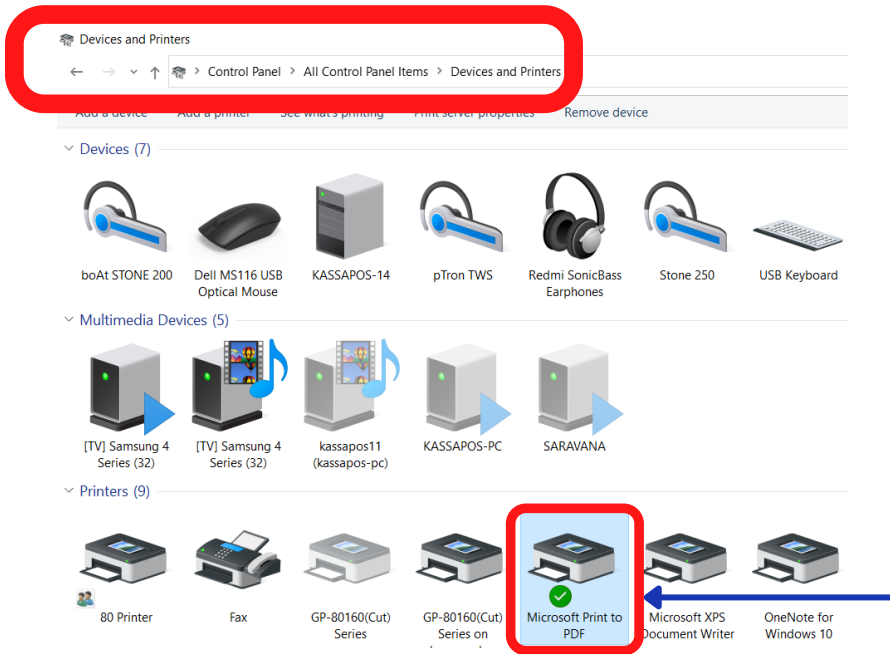 Devices and Printers
Control Panel > All Control Panel Items > Devices and Printers
Add a device Add a printer See what's printing Print server properties Remove device
Devices (7)
boAt STONE 200
Dell MS116 USB
Optical Mouse
KASSAPOS-14
pTron TWS
Redmi SonicBass
Earphones
Stone 250
USB Keyboard
Multimedia Devices (5)
[TV] Samsung 4
Series (32)
[TV] Samsung 4
Series (32)
kassapos11
(kassapos-pc)
KASSAPOS-PC
SARAVANA
Printers (9)
80 Printer
Fax
GP-80160(Cut)
Series
GP-80160(Cut)
Series on
Microsoft Print to
PDF
Microsoft XPS
Document Writer
OneNote for
Windows 10